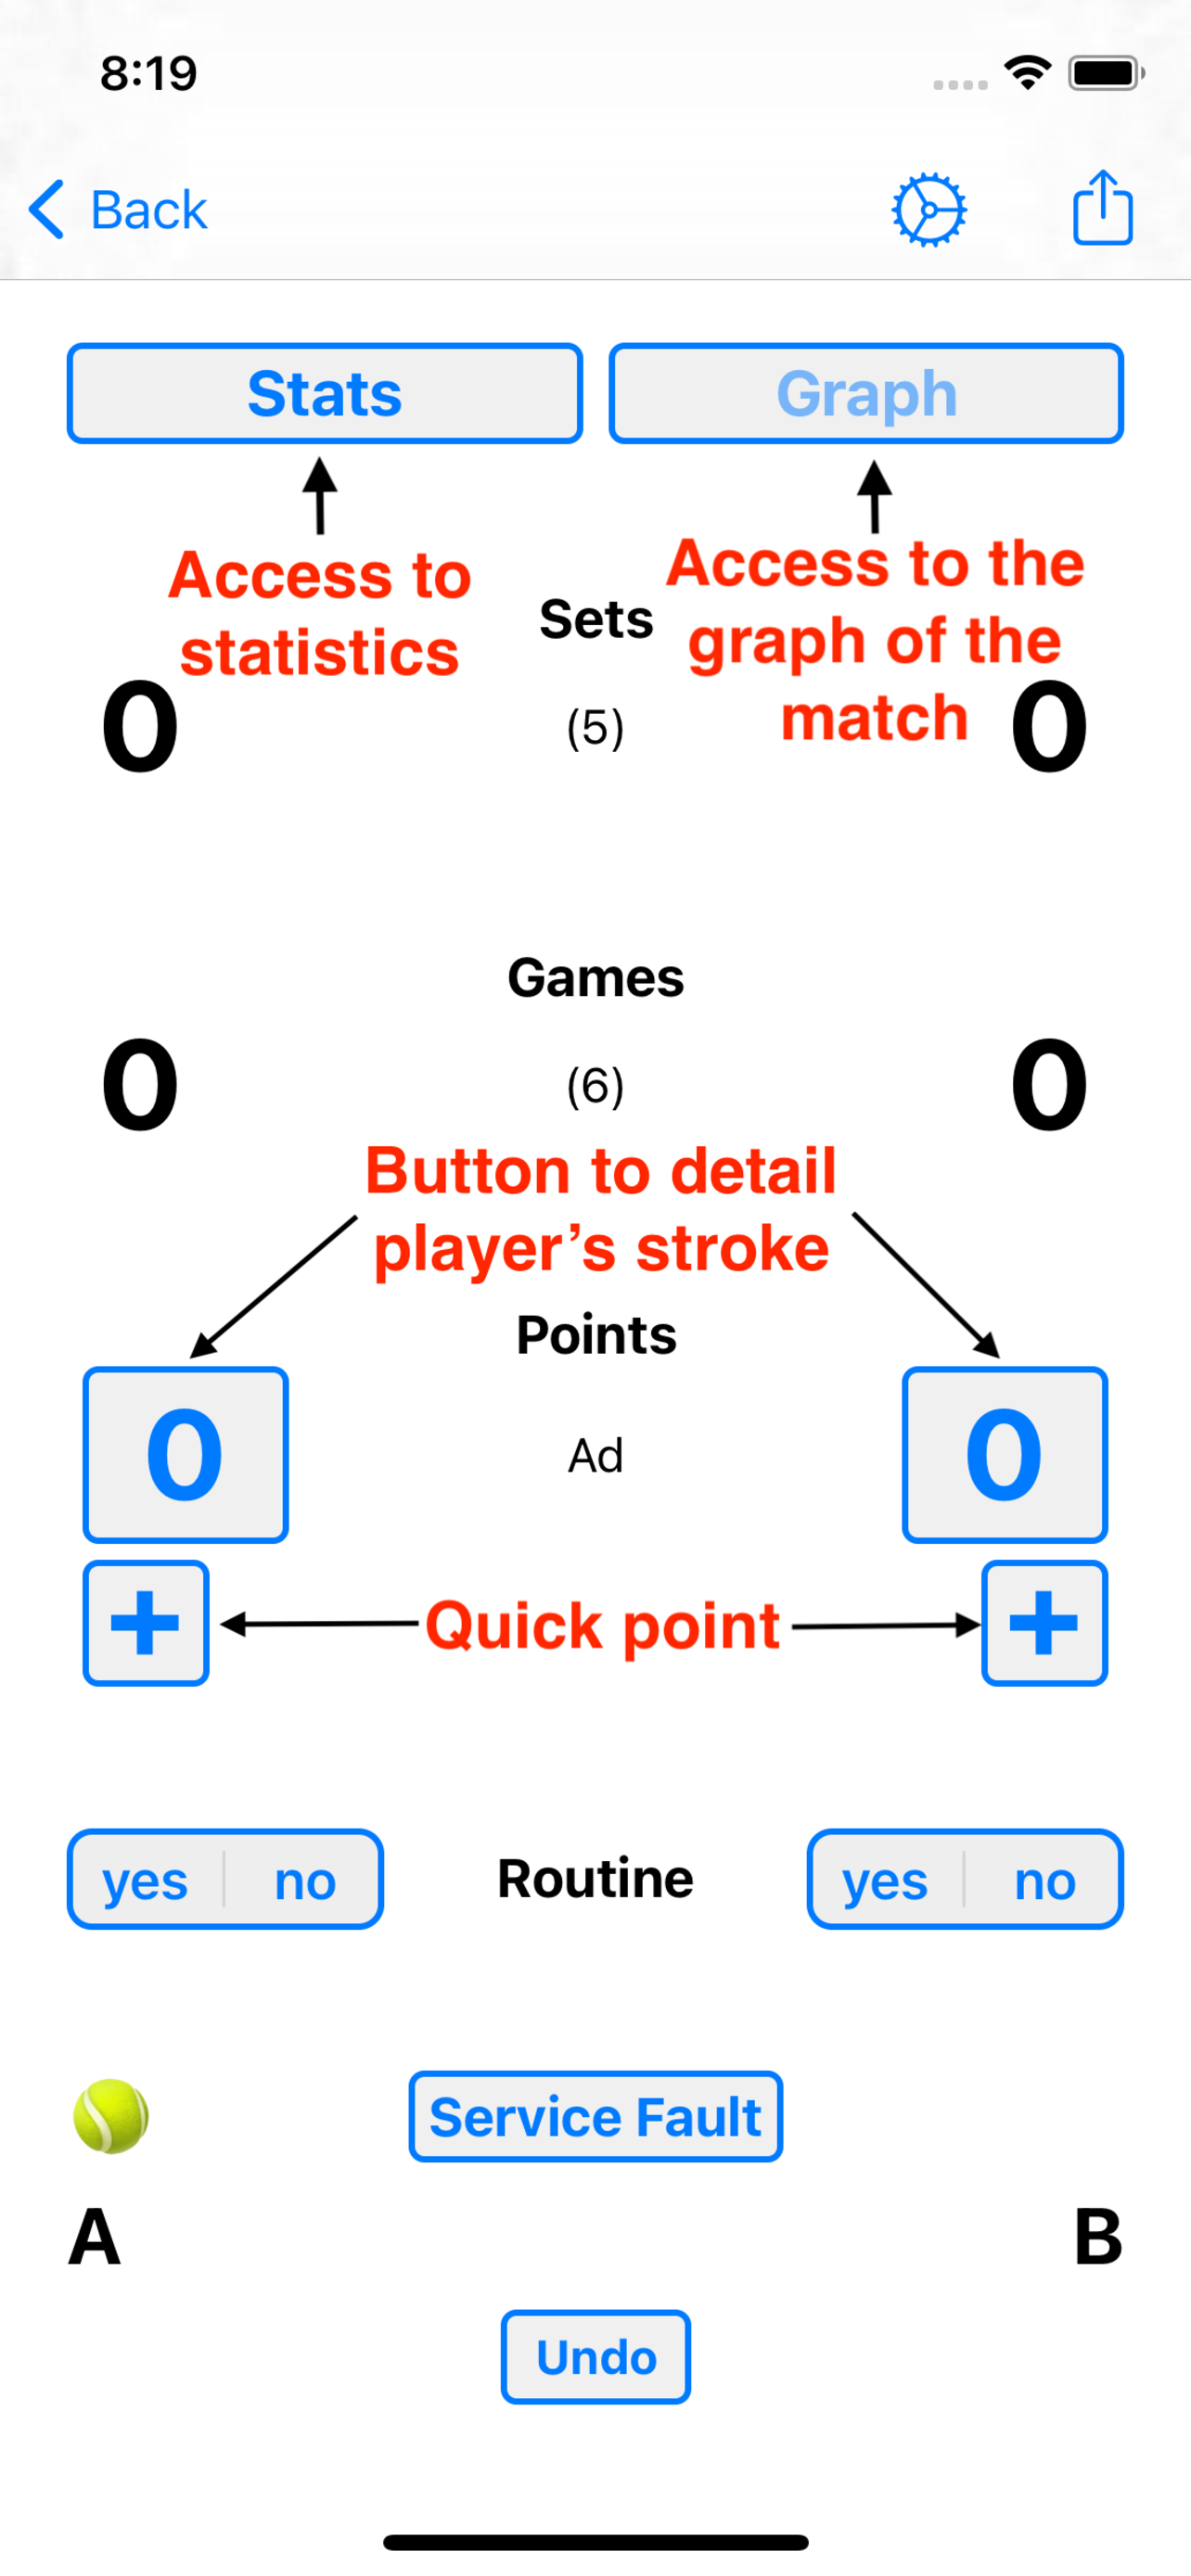 8:19
Back
Stats
Graph
Access to
statistics
Access to the
graph of the
match
Sets
0
(5)
0
Games
0
(6)
0
Button to detail
player’s stroke
Points
0
Ad
0
+
Quick point
+
yes
no
Routine
yes
no
Service Fault
A
B
Undo